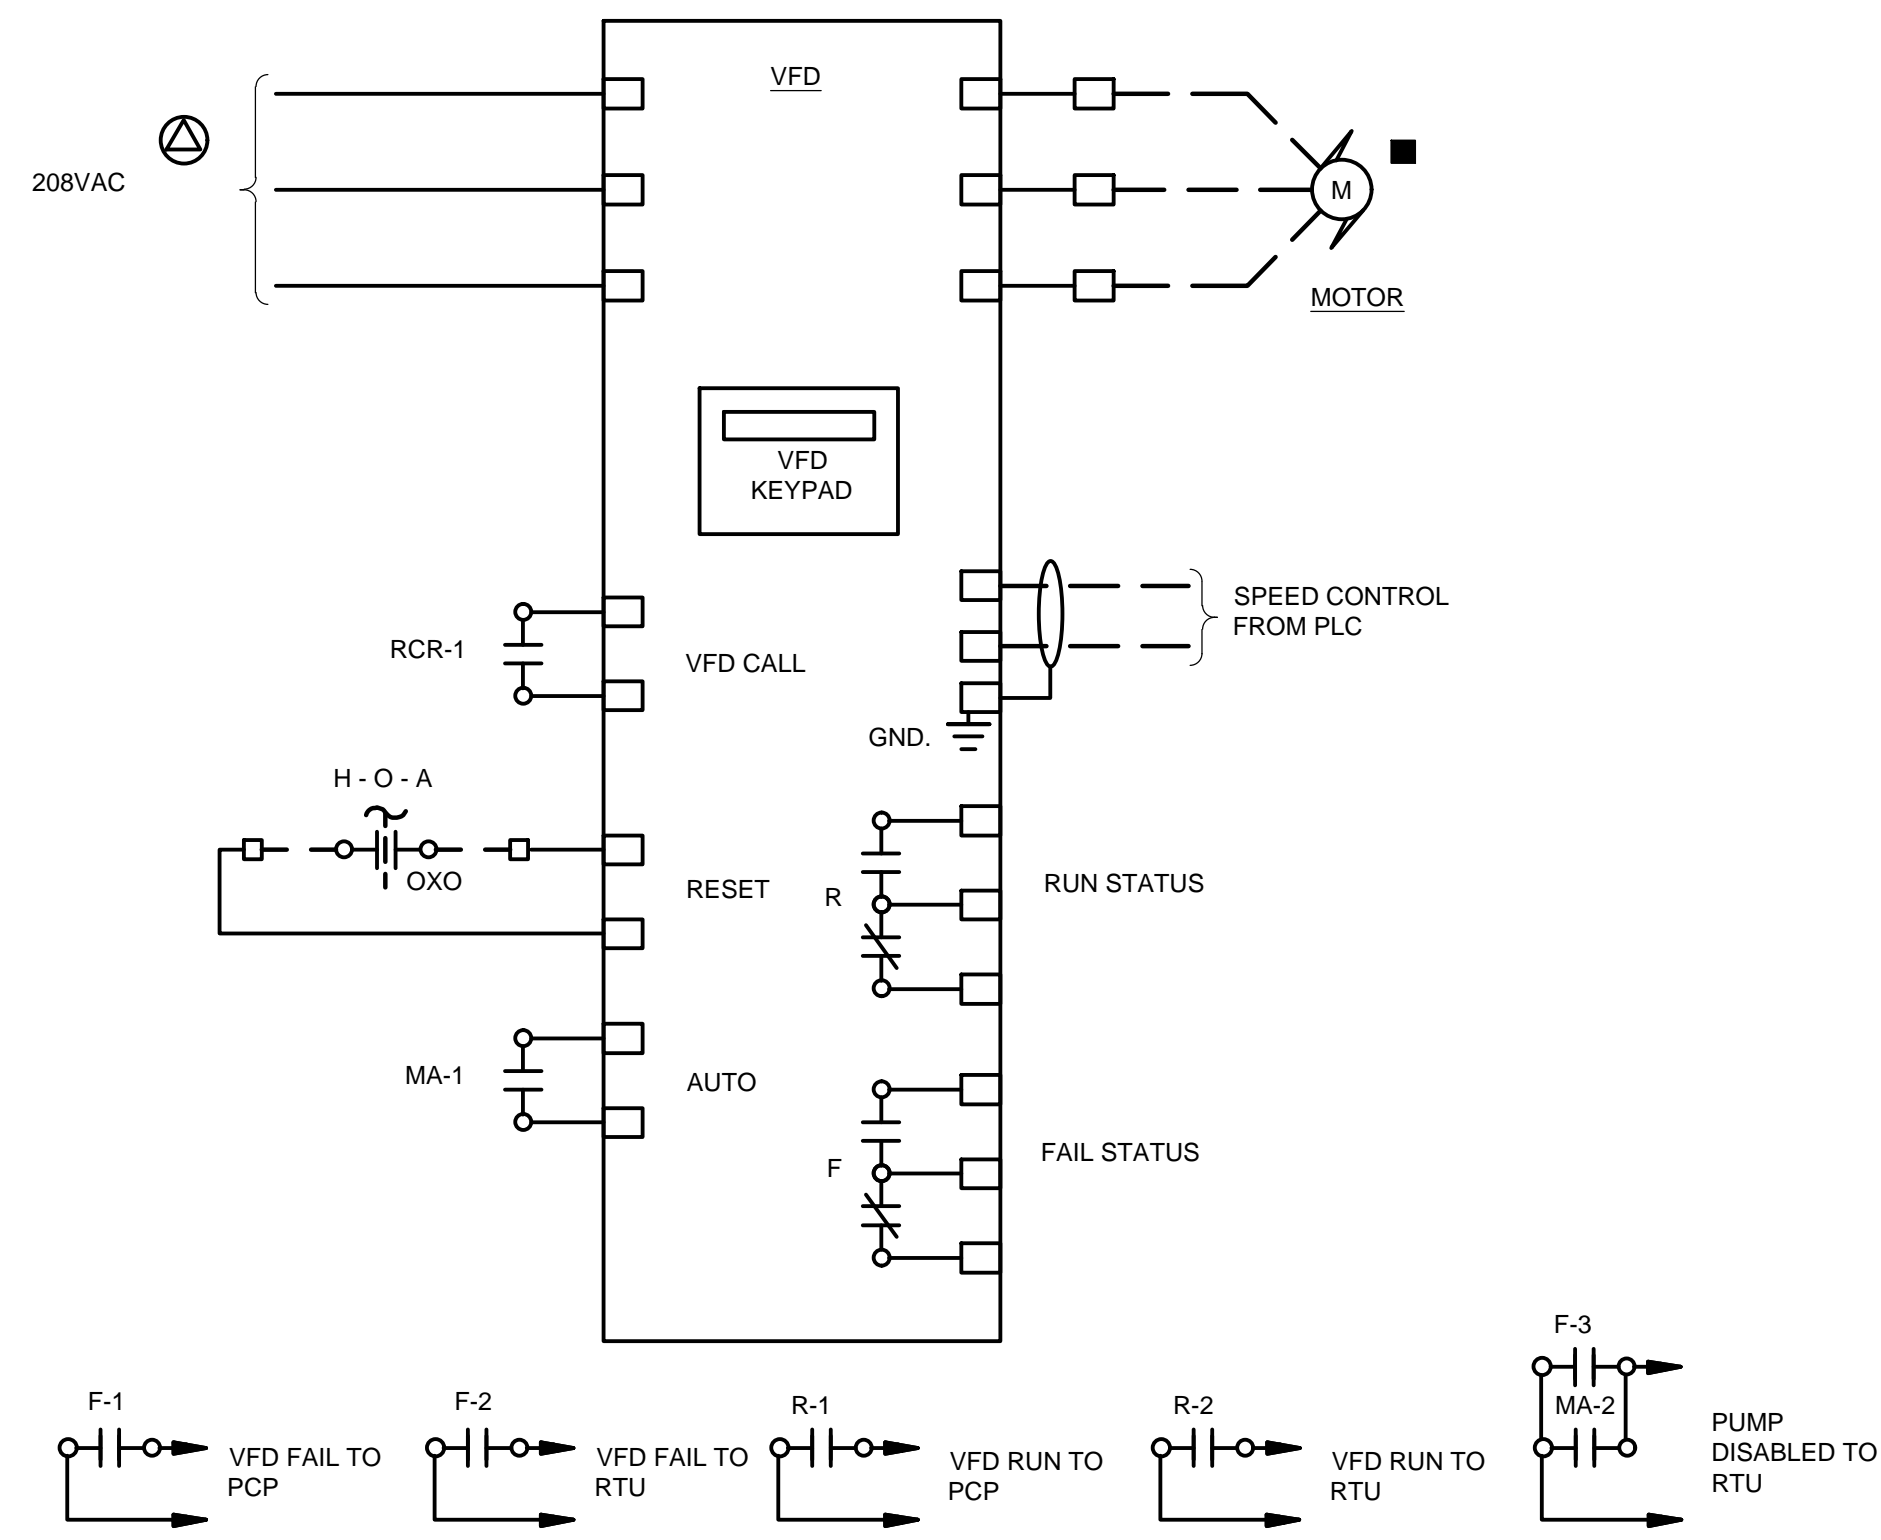 VFD
208VAC
M
MOTOR
VFD
KEYPAD
SPEED CONTROL
FROM PLC
RCR-1
VFD CALL
GND.
H - O - A
OXO
RESET
R
RUN STATUS
MA-1
AUTO
F
FAIL STATUS
F-1
VFD FAIL TO
PCP
F-2
VFD FAIL TO
RTU
R-1
VFD RUN TO
PCP
R-2
VFD RUN TO
RTU
F-3
MA-2
PUMP
DISABLED TO
RTU